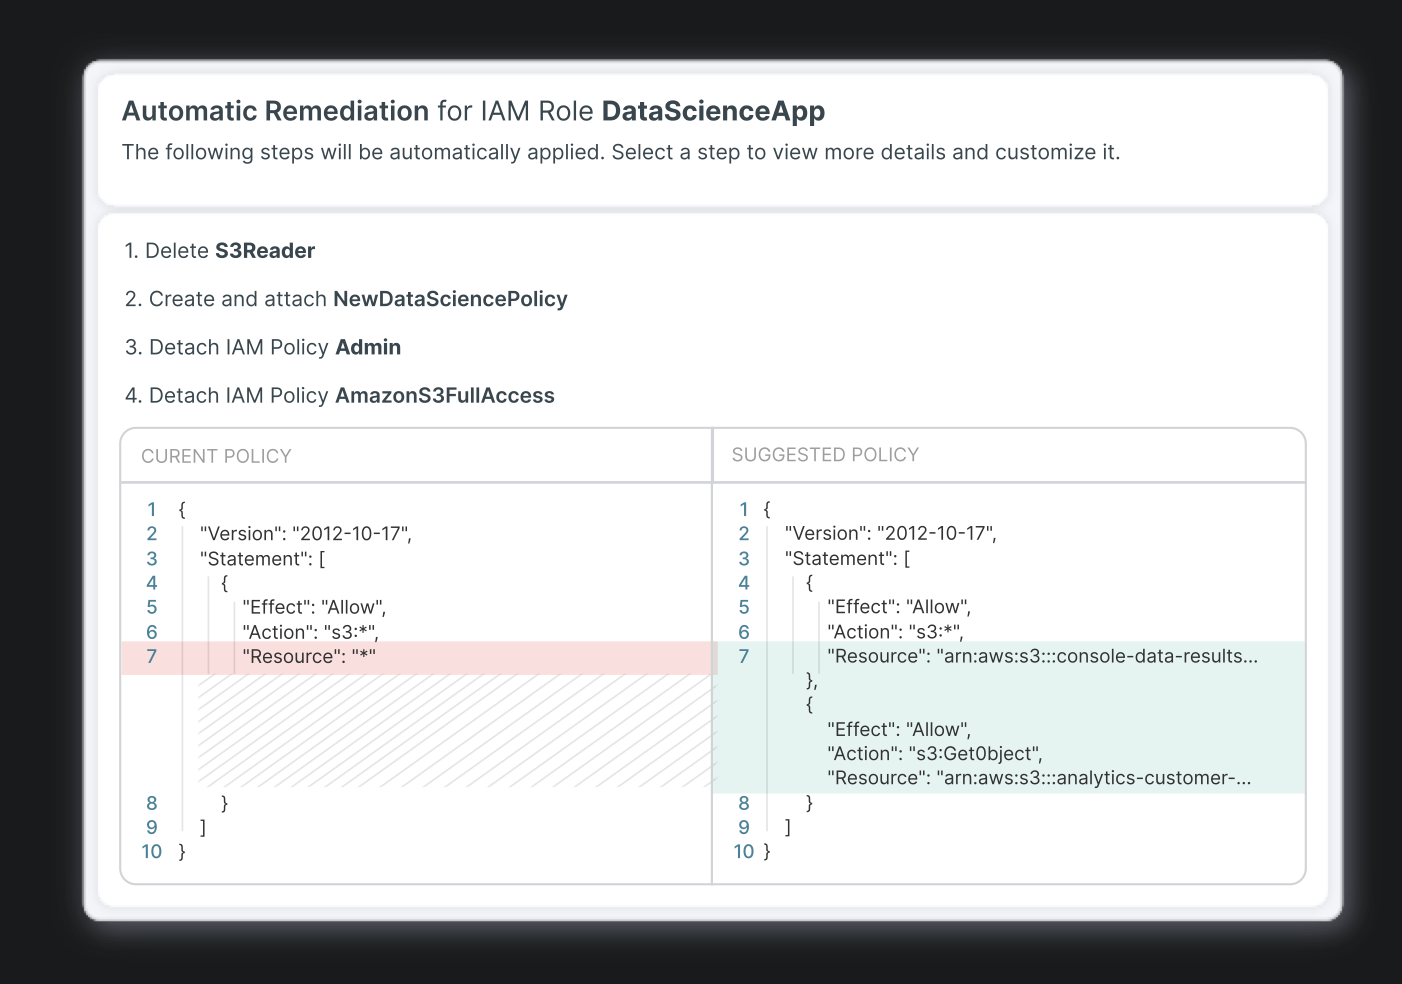 Automatic Remediation for IAM Role DataScienceApp
The following steps will be automatically applied. Select a step to view more details and customize it.
1. Delete S3Reader
2. Create and attach NewDataSciencePolicy
3. Detach IAM Policy Admin
4. Detach IAM Policy AmazonS3FullAccess
CURENT POLICY
1 {
2 "Version": "2012-10-17",
3 "Statement": [
4 {
5 "Effect": "Allow",
6 "Action": "s3:*",
7 "Resource": "*"
8 }
9 ]
10 }
SUGGESTED POLICY
1 {
2 "Version": "2012-10-17",
3 "Statement": [
4 {
5 "Effect": "Allow",
6 "Action": "s3:*",
7 "Resource": "arn:aws:s3:::console-data-results...
},
{
"Effect": "Allow",
"Action": "s3:Get0bject",
"Resource": "arn:aws:s3:::analytics-customer-...
8 }
9 ]
10 }